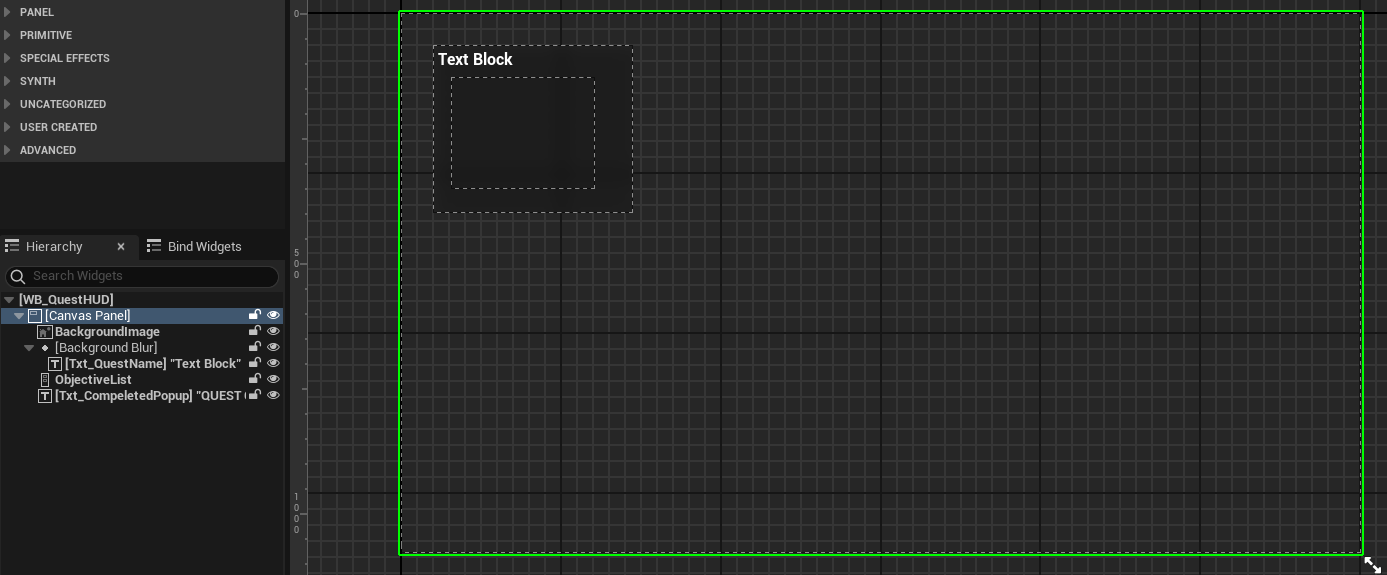 PANEL
PRIMITIVE
SPECIAL EFFECTS
SYNTH
UNCATEGORIZED
USER CREATED
ADVANCED
Hierarchy
Bind Widgets
Search Widgets
[WB_QuestHUD]
[Canvas Panel]
BackgroundImage
[Background Blur]
[Txt_QuestName] "Text Block"
ObjectiveList
[Txt_CompeletedPopup] "QUEST
0
500
1000
Text Block